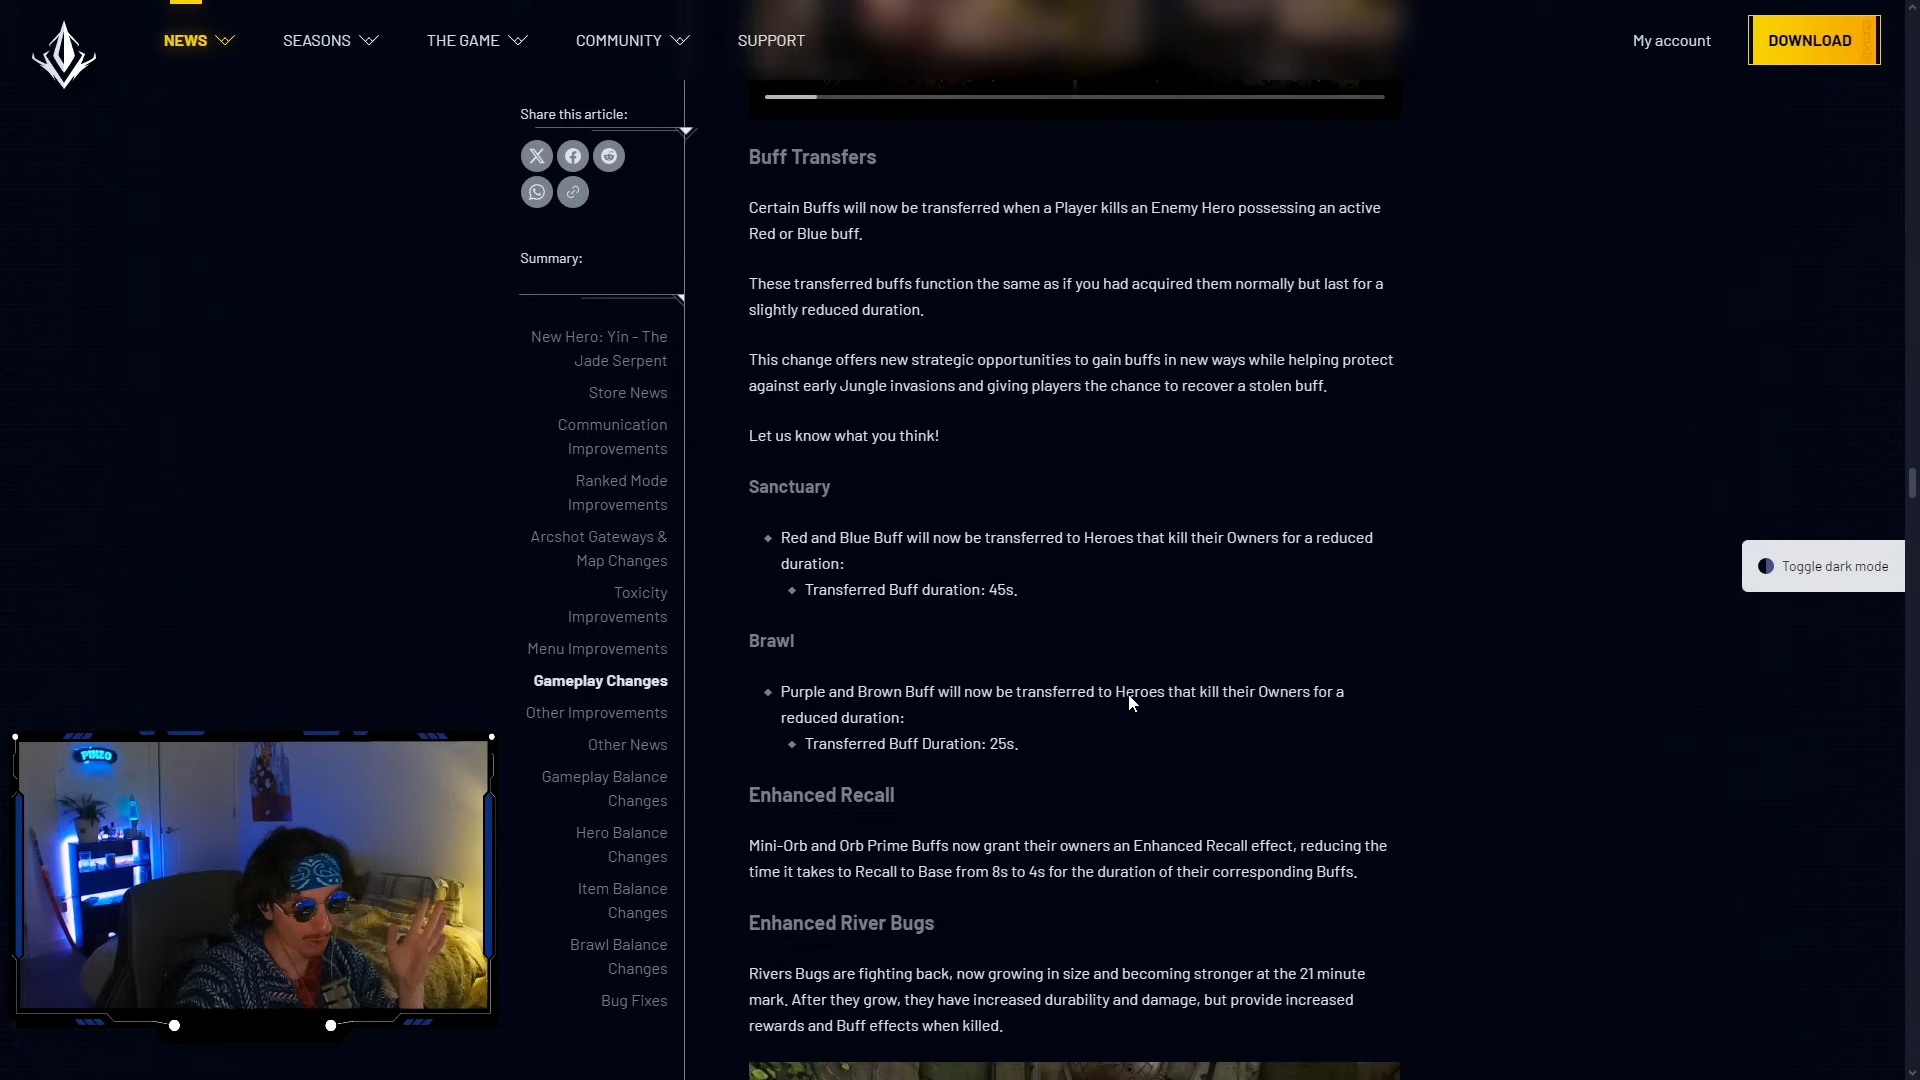 NEWS
SEASONS
THE GAME
COMMUNITY
SUPPORT
My account
DOWNLOAD
Share this article:
Summary:
New Hero: Yin - The
Jade Serpent
Store News
Communication
Improvements
Ranked Mode
Improvements
Arcshot Gateways &
Map Changes
Toxicity
Improvements
Menu Improvements
Gameplay Changes
Other Improvements
Other News
Gameplay Balance
Changes
Hero Balance
Changes
Item Balance
Changes
Brawl Balance
Changes
Bug Fixes
Buff Transfers
Certain Buffs will now be transferred when a Player kills an Enemy Hero possessing an active
Red or Blue buff.
These transferred buffs function the same as if you had acquired them normally but last for a
slightly reduced duration.
This change offers new strategic opportunities to gain buffs in new ways while helping protect
against early Jungle invasions and giving players the chance to recover a stolen buff.
Let us know what you think!
Sanctuary
Red and Blue Buff will now be transferred to Heroes that kill their Owners for a reduced
duration:
Transferred Buff duration: 45s.
Brawl
Purple and Brown Buff will now be transferred to Heroes that kill their Owners for a
reduced duration:
Transferred Buff Duration: 25s.
Enhanced Recall
Mini-Orb and Orb Prime Buffs now grant their owners an Enhanced Recall effect, reducing the
time it takes to Recall to Base from 8s to 4s for the duration of their corresponding Buffs.
Enhanced River Bugs
Rivers Bugs are fighting back, now growing in size and becoming stronger at the 21 minute
mark. After they grow, they have increased durability and damage, but provide increased
rewards and Buff effects when killed.
Toggle dark mode
PINZO